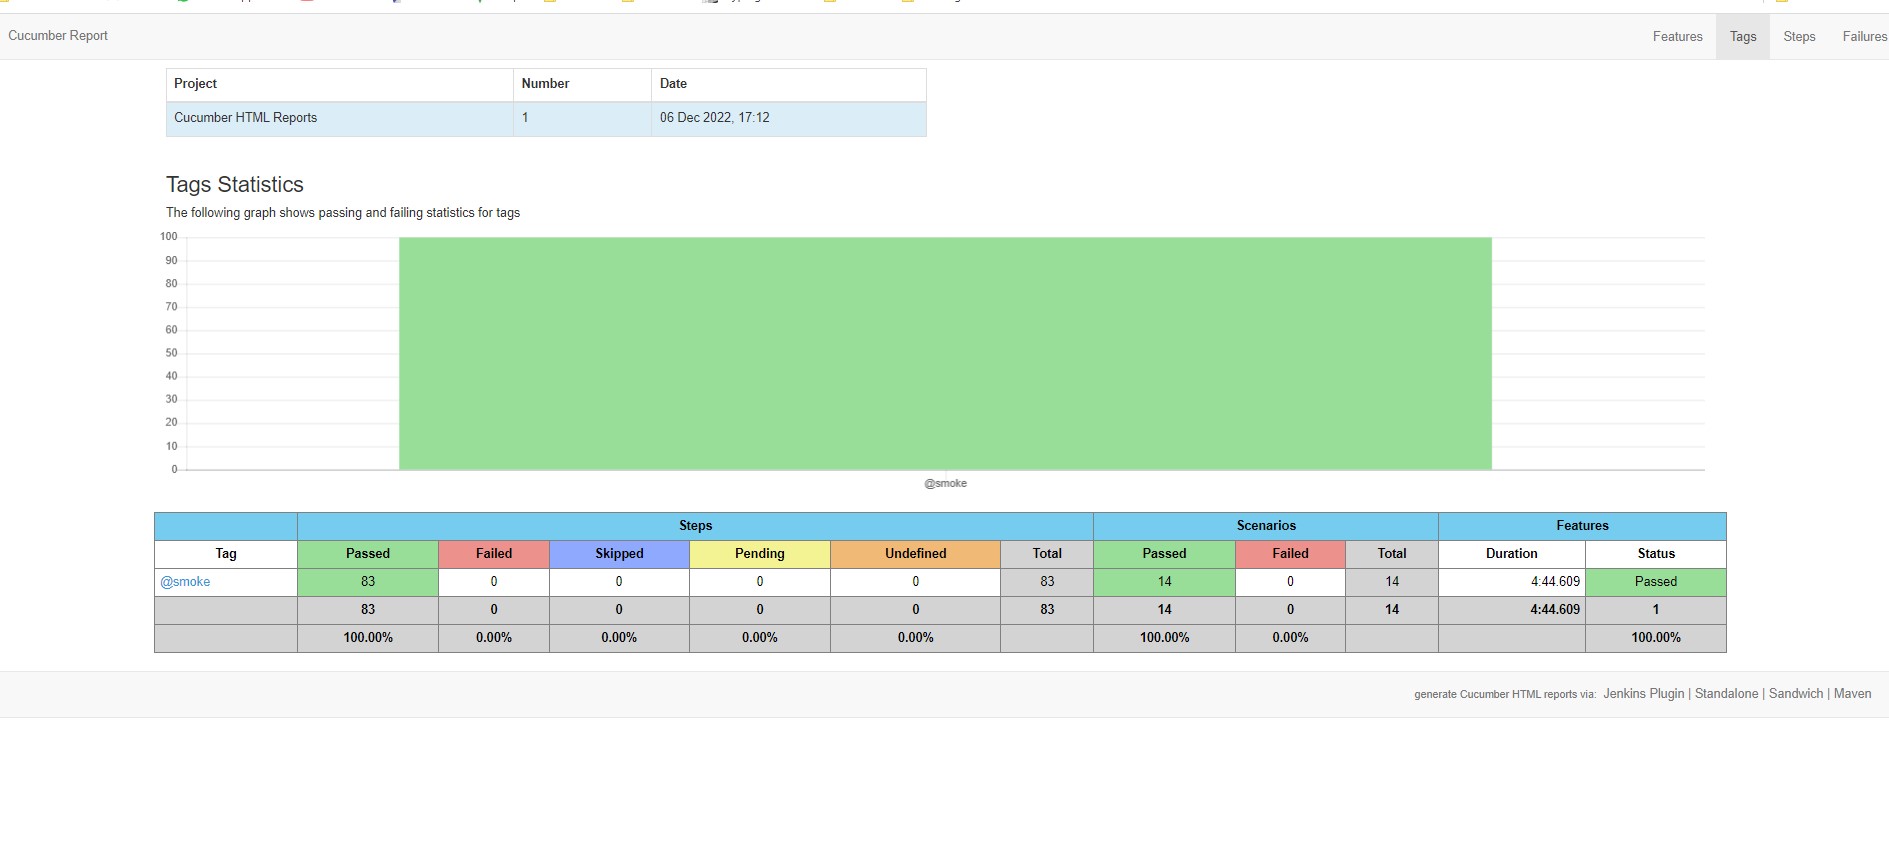 Cucumber Report
Features Tags Steps Failures
Project Number Date
Cucumber HTML Reports 1 06 Dec 2022, 17:12
Tags Statistics
The following graph shows passing and failing statistics for tags
100
90
80
70
60
50
40
30
20
10
0
@smoke
Steps Scenarios Features
Tag Passed Failed Skipped Pending Undefined Total Passed Failed Total Duration Status
@smoke 83 0 0 0 0 83 14 0 14 4:44.609 Passed
83 0 0 0 0 83 14 0 14 4:44.609 1
100.00% 0.00% 0.00% 0.00% 0.00% 100.00% 0.00% 100.00%
generate Cucumber HTML reports via: Jenkins Plugin | Standalone | Sandwich | Maven